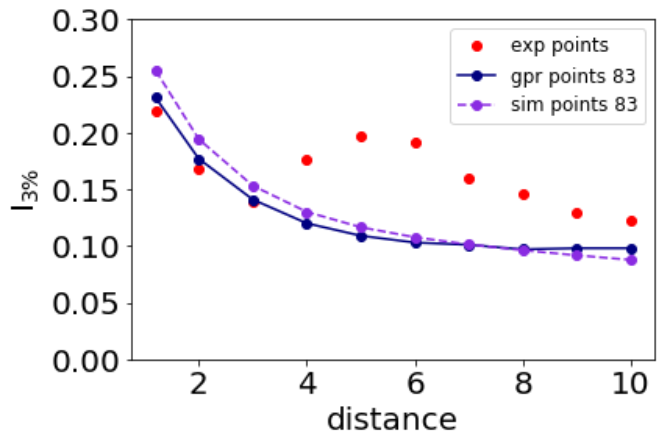 0.30
0.25
0.20
0.15
0.10
0.05
0.00
I3%
exp points
gpr points 83
sim points 83
2 4 6 8 10
distance